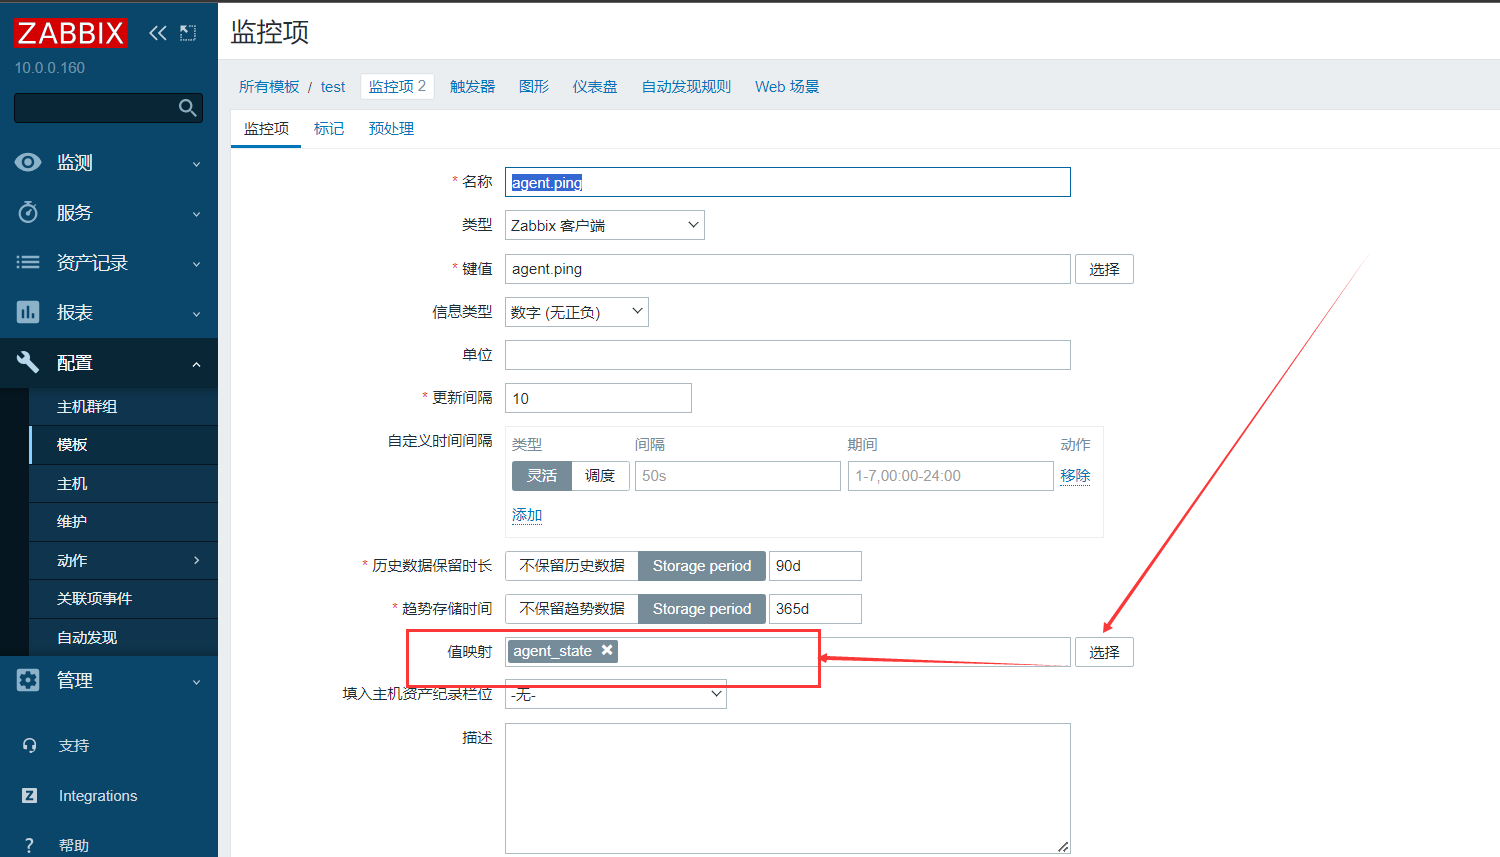 ZABBIX
10.0.0.160
监测
服务
资产记录
报表
配置
主机群组
模板
主机
维护
动作
关联项事件
自动发现
管理
支持
Integrations
帮助
监控项
所有模板 / test 监控项 2 触发器 图形 仪表盘 自动发现规则 Web 场景
监控项 标记 预处理
* 名称 agent.ping
类型 Zabbix 客户端
* 键值 agent.ping 选择
信息类型 数字 (无正负)
单位
* 更新间隔 10
自定义时间间隔 类型 间隔 期间 动作
灵活 调度 50s 1-7,00:00-24:00 移除
添加
* 历史数据保留时长 不保留历史数据 Storage period 90d
* 趋势存储时间 不保留趋势数据 Storage period 365d
值映射 agent_state 选择
填入主机资产纪录栏位 -无-
描述